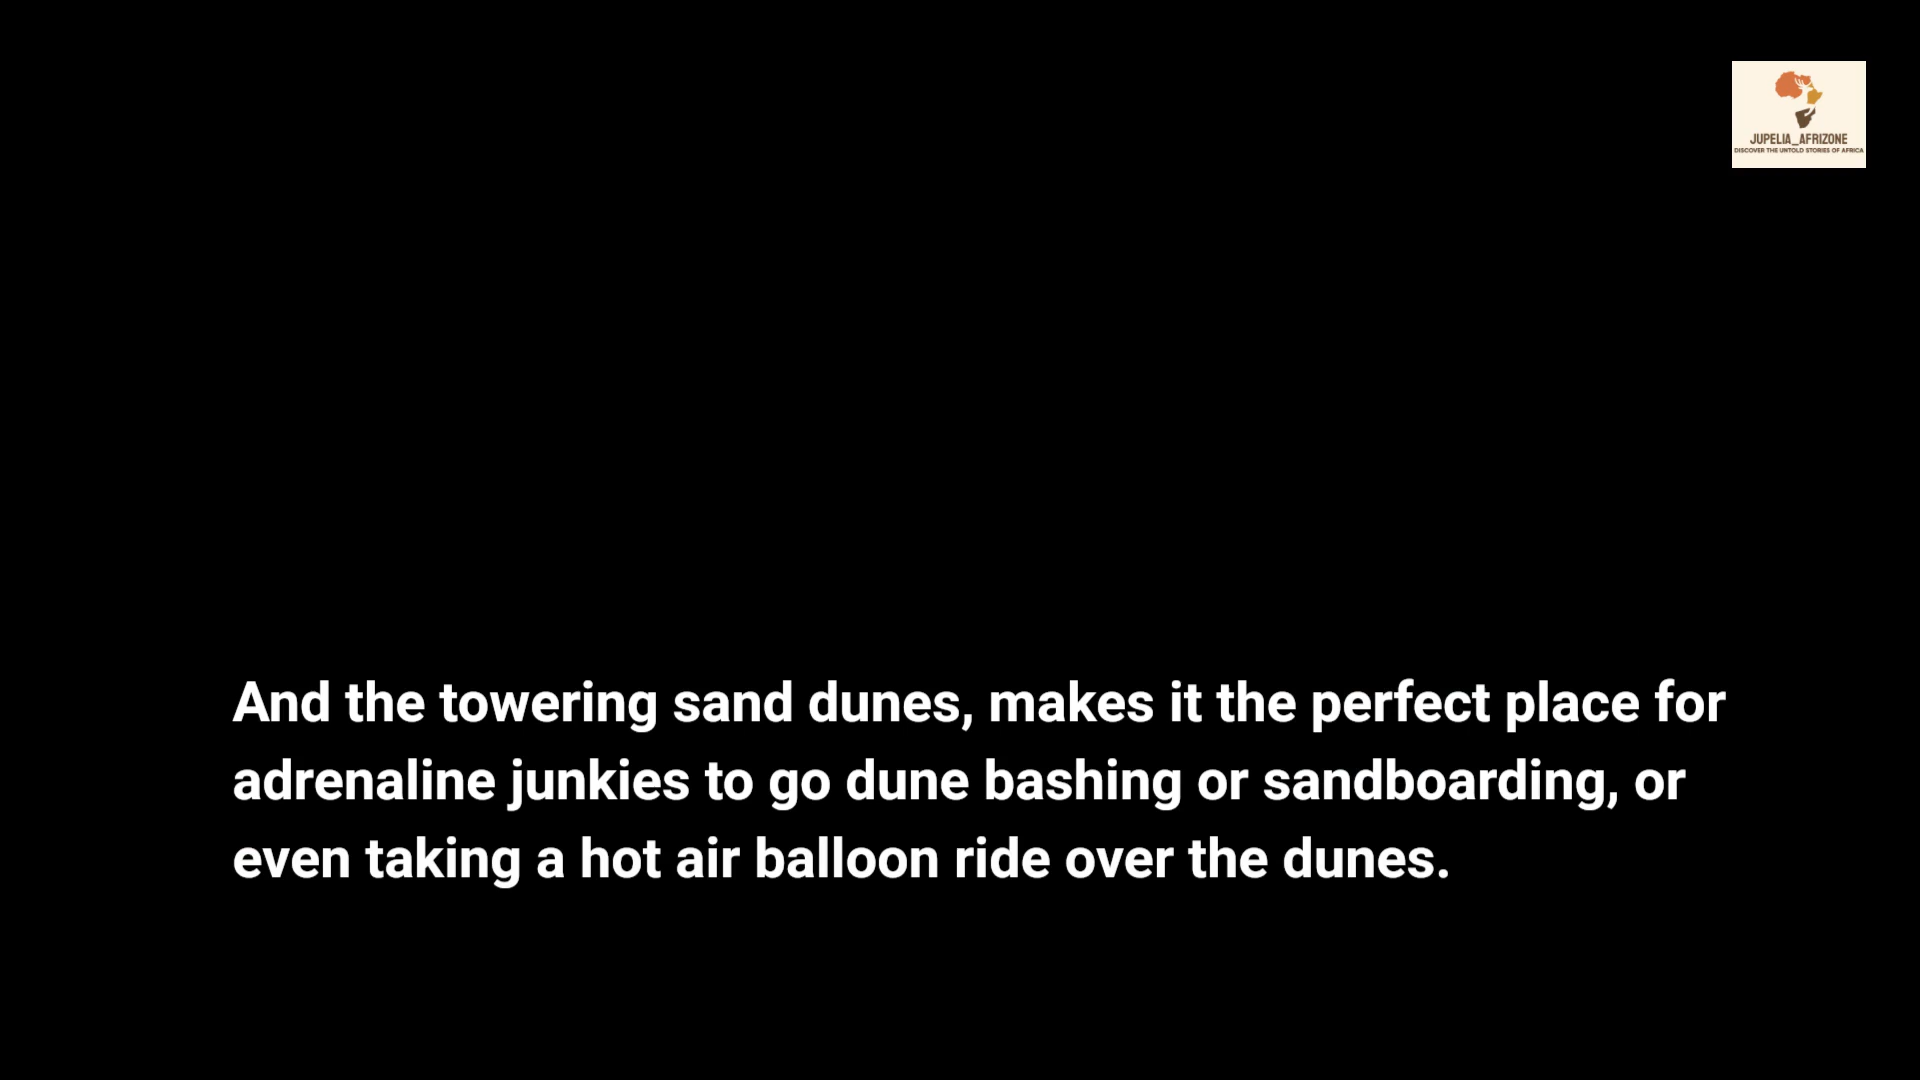 JUPELIA_AFRIZONE
DISCOVER THE UNTOLD STORIES OF AFRICA
And the towering sand dunes, makes it the perfect place for
adrenaline junkies to go dune bashing or sandboarding, or
even taking a hot air balloon ride over the dunes.